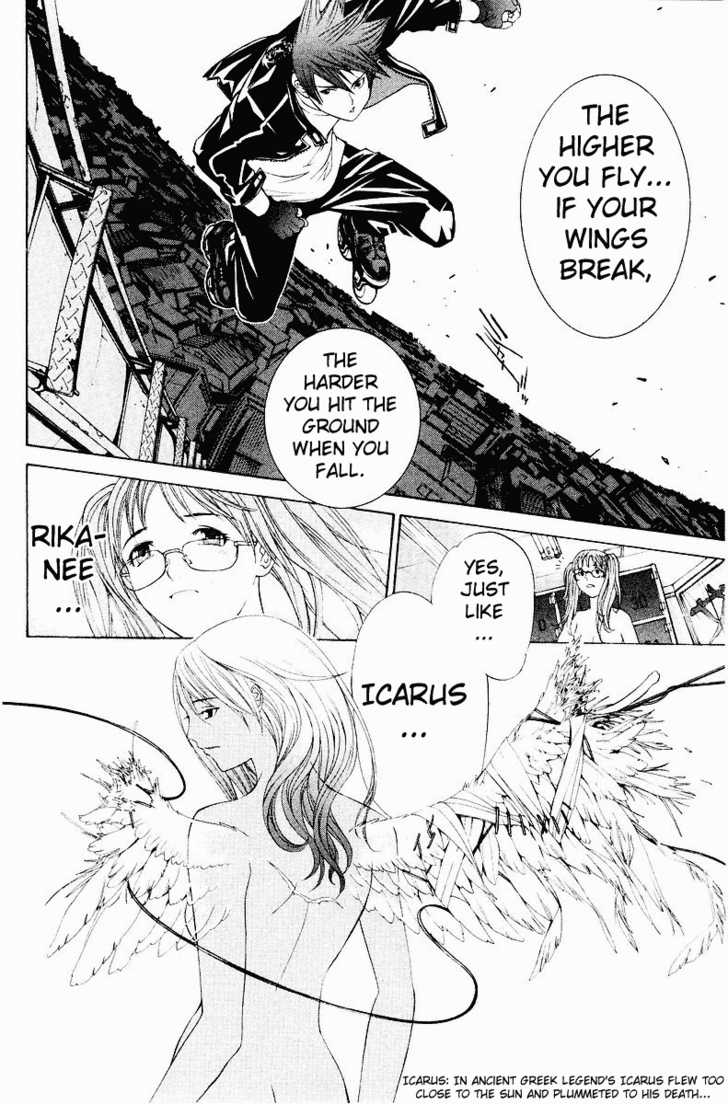 THE
HIGHER
YOU FLY...
IF YOUR
WINGS
BREAK,
THE
HARDER
YOU HIT THE
GROUND
WHEN YOU
FALL.
RIKA-
NEE
...
YES,
JUST
LIKE
...
ICARUS
...
ICARUS: IN ANCIENT GREEK LEGEND'S ICARUS FLEW TOO
CLOSE TO THE SUN AND PLUMMETED TO HIS DEATH...